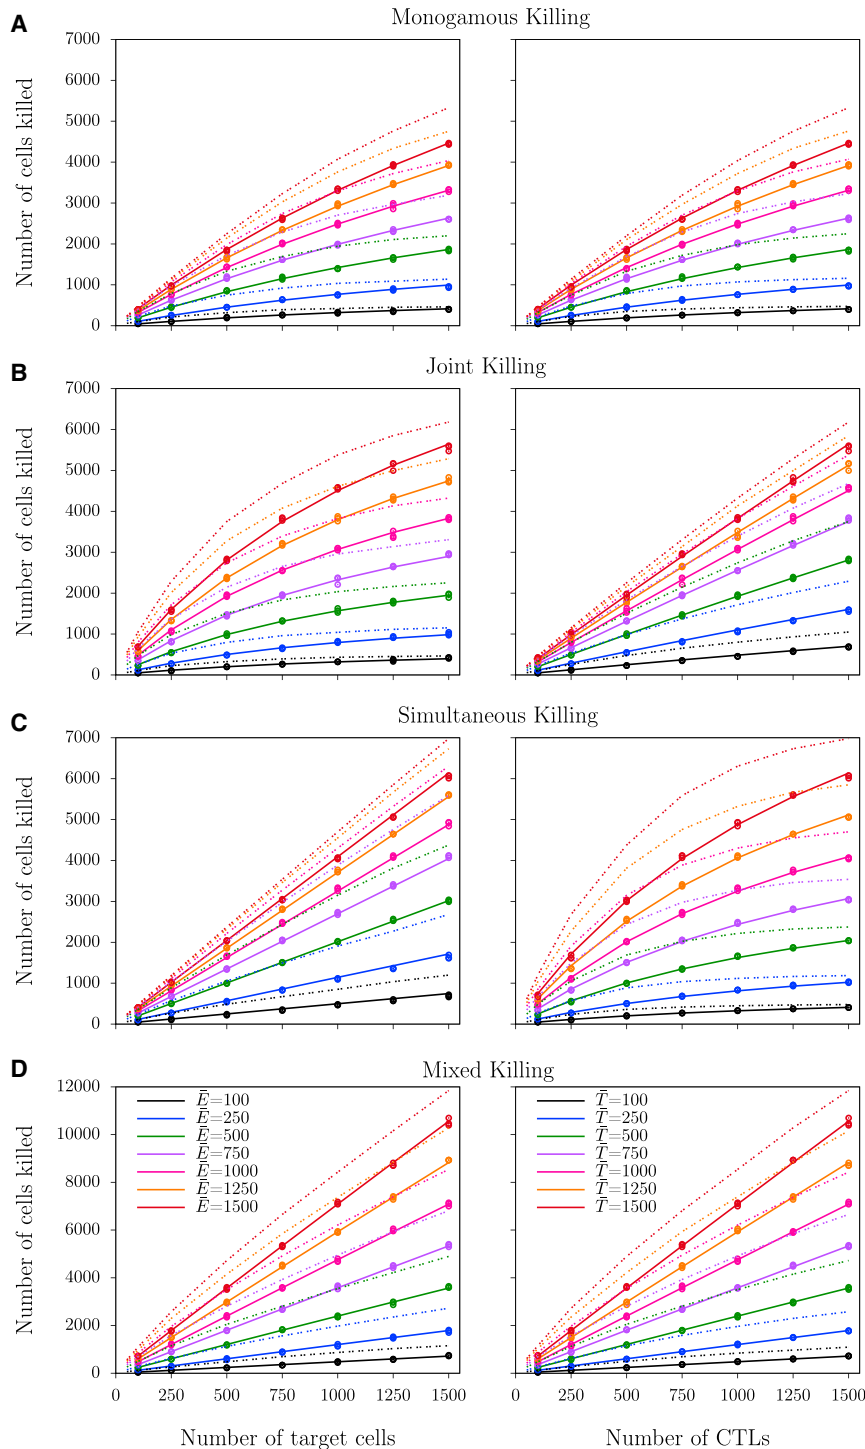 A
Monogamous Killing
Number of cells killed
7000
6000
5000
4000
3000
2000
1000
0
B
Joint Killing
Number of cells killed
7000
6000
5000
4000
3000
2000
1000
0
C
Simultaneous Killing
Number of cells killed
7000
6000
5000
4000
3000
2000
1000
0
D
Mixed Killing
Number of cells killed
12000
10000
8000
6000
4000
2000
0
Ē=100
Ē=250
Ē=500
Ē=750
Ē=1000
Ē=1250
Ē=1500
T̄=100
T̄=250
T̄=500
T̄=750
T̄=1000
T̄=1250
T̄=1500
0 250 500 750 1000 1250 1500
0 250 500 750 1000 1250 1500
Number of target cells
Number of CTLs